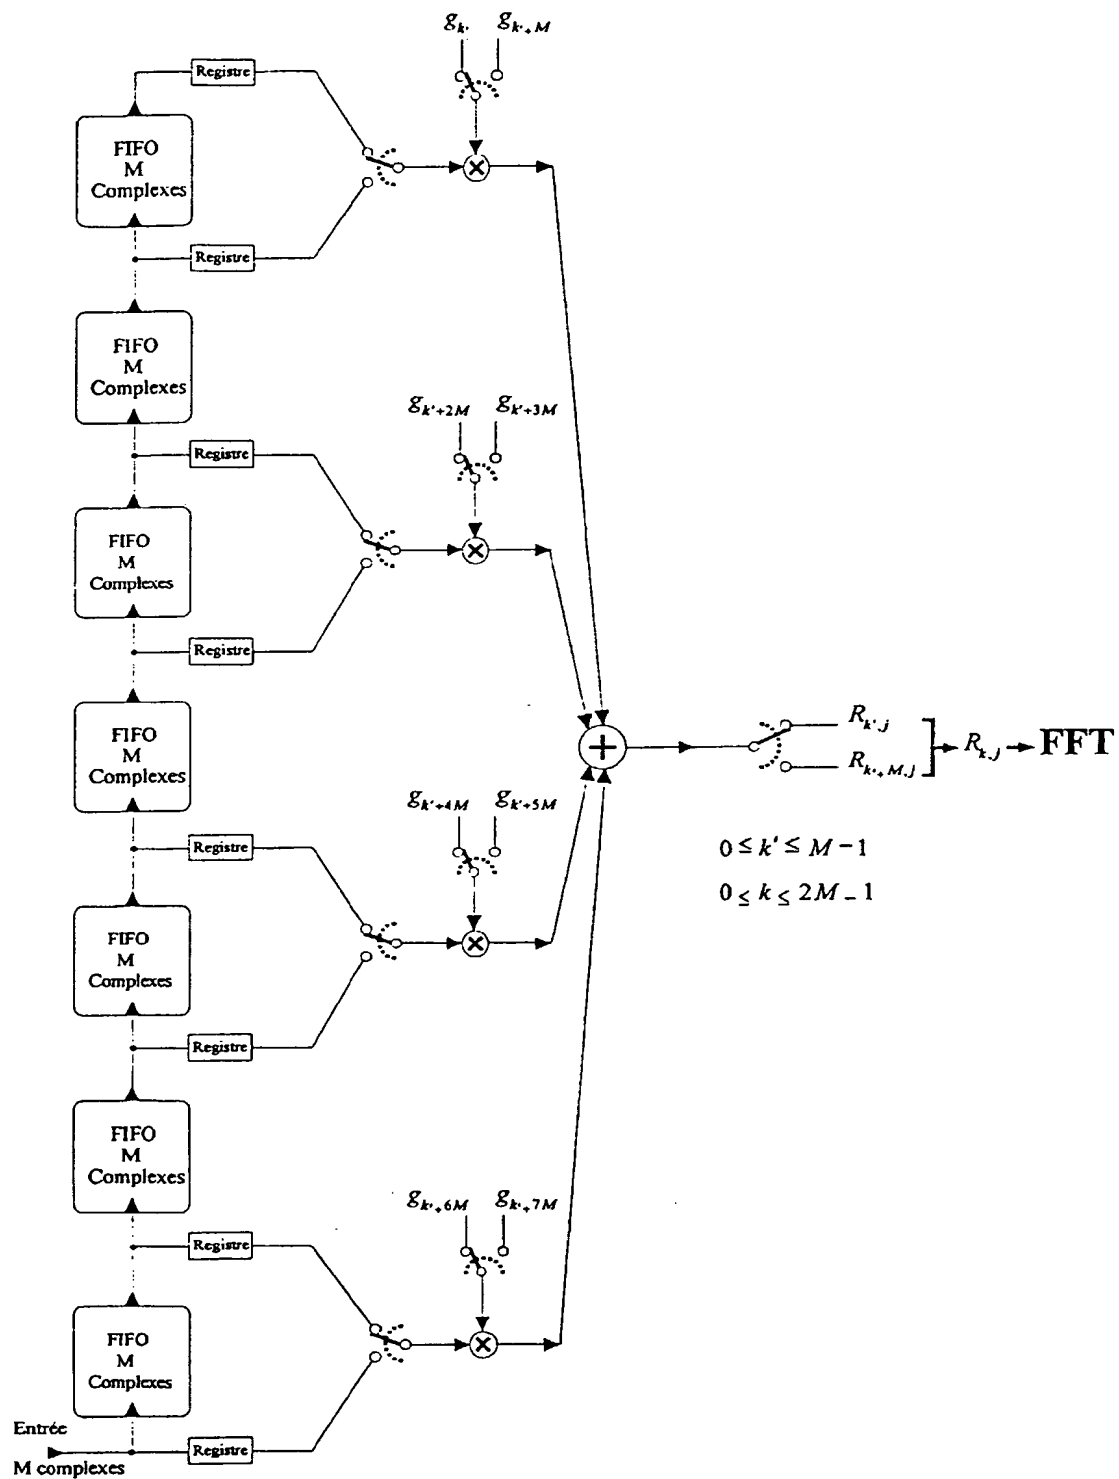 g_{k'} g_{k'+M}
Registre
FIFO
M
Complexes
Registre
FIFO
M
Complexes
g_{k'+2M} g_{k'+3M}
Registre
FIFO
M
Complexes
Registre
FIFO
M
Complexes
R_{k',j}
R_{k'+M,j}
R_{k,j}
FFT
g_{k'+4M} g_{k'+5M}
Registre
0 ≤ k' ≤ M-1
0 ≤ k ≤ 2M-1
FIFO
M
Complexes
Registre
FIFO
M
Complexes
g_{k'+6M} g_{k'+7M}
Registre
FIFO
M
Complexes
Entrée
Registre
M complexes